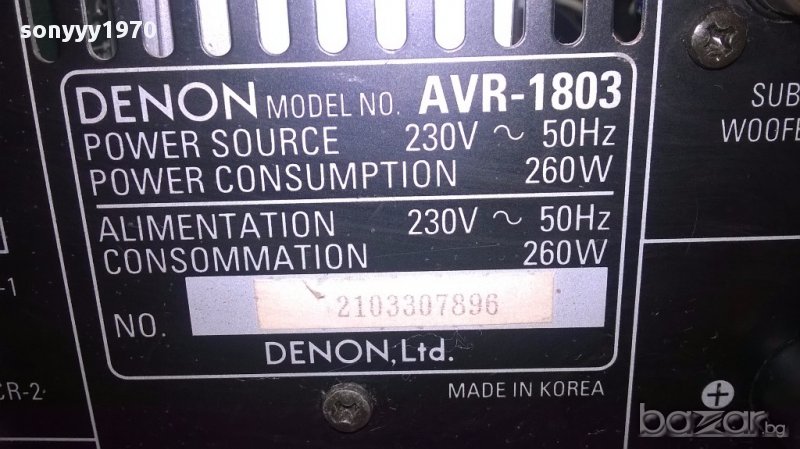 sonyyy1970
DENON MODEL NO. AVR-1803
POWER SOURCE 230V ~ 50Hz
POWER CONSUMPTION 260W
ALIMENTATION 230V ~ 50Hz
CONSOMMATION 260W
NO. 2103307896
DENON, Ltd.
MADE IN KOREA
SUB
WOOFE
-1
CR-2
bazar.bg